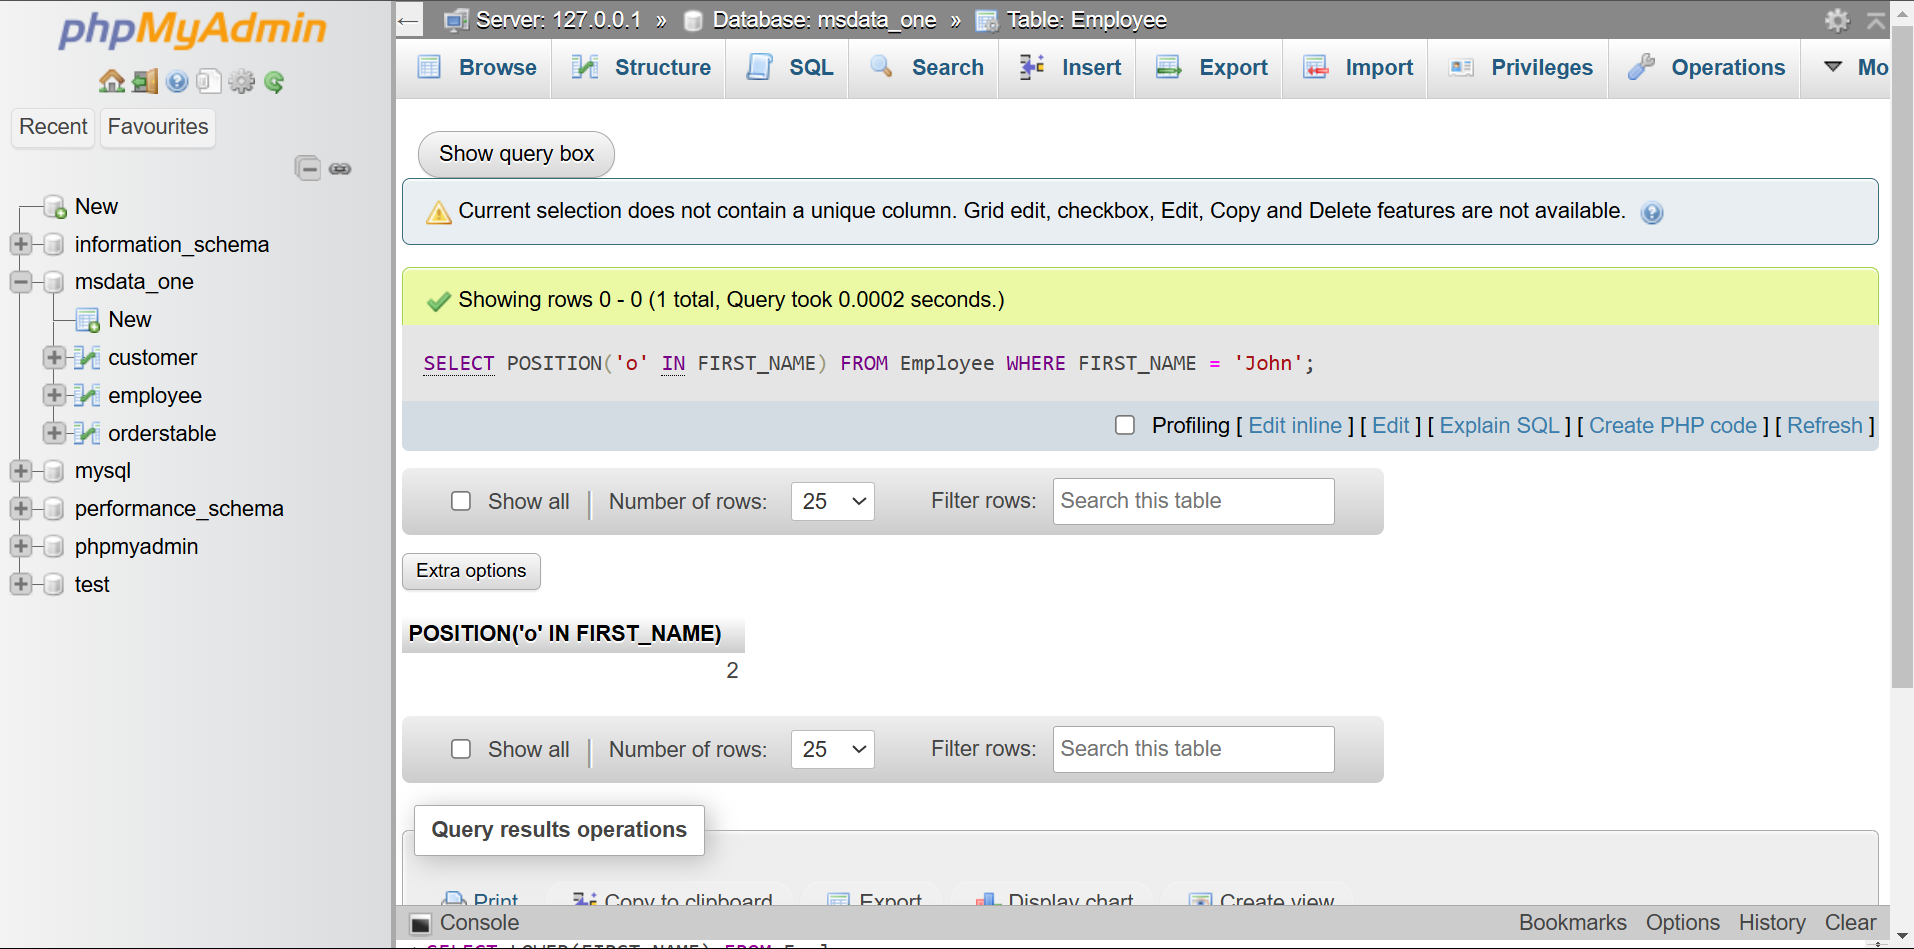 phpMyAdmin
Recent Favourites
New
information_schema
msdata_one
New
customer
employee
orderstable
mysql
performance_schema
phpmyadmin
test
Server: 127.0.0.1 » Database: msdata_one » Table: Employee
Browse Structure SQL Search Insert Export Import Privileges Operations Mo
Show query box
Current selection does not contain a unique column. Grid edit, checkbox, Edit, Copy and Delete features are not available.
Showing rows 0 - 0 (1 total, Query took 0.0002 seconds.)
SELECT POSITION('o' IN FIRST_NAME) FROM Employee WHERE FIRST_NAME = 'John';
Profiling [ Edit inline ] [ Edit ] [ Explain SQL ] [ Create PHP code ] [ Refresh ]
Show all | Number of rows: 25 Filter rows: Search this table
Extra options
POSITION('o' IN FIRST_NAME)
2
Show all | Number of rows: 25 Filter rows: Search this table
Query results operations
Print Copy to clipboard Export Display chart Create view
Console Bookmarks Options History Clear
SELECT LOWER(FIRST_NAME) FROM